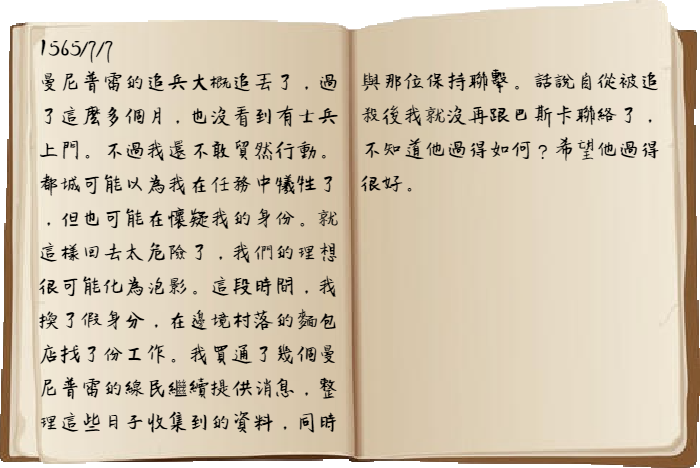 1565/7/7
曼尼普雷的追兵大概追丟了，過
了這麼多個月，也沒看到有士兵
上門。不過我還不敢貿然行動。
都城可能以為我在任務中犧牲了
，但也可能在懷疑我的身份。就
這樣回去太危險了，我們的理想
很可能化為泡影。這段時間，我
換了假身分，在邊境村落的麵包
店找了份工作。我買通了幾個曼
尼普雷的線民繼續提供消息，整
理這些日子收集到的資料，同時
與那位保持聯繫。話說自從被追
殺後我就沒再跟巴斯卡聯絡了，
不知道他過得如何？希望他過得
很好。